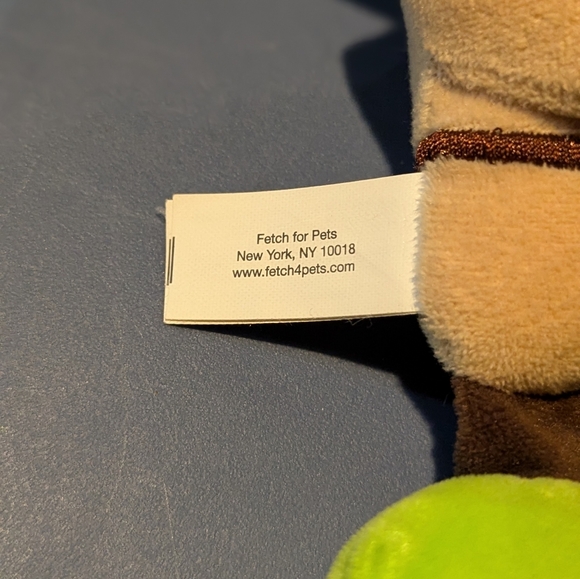 Fetch for Pets
New York, NY 10018
www.fetch4pets.com